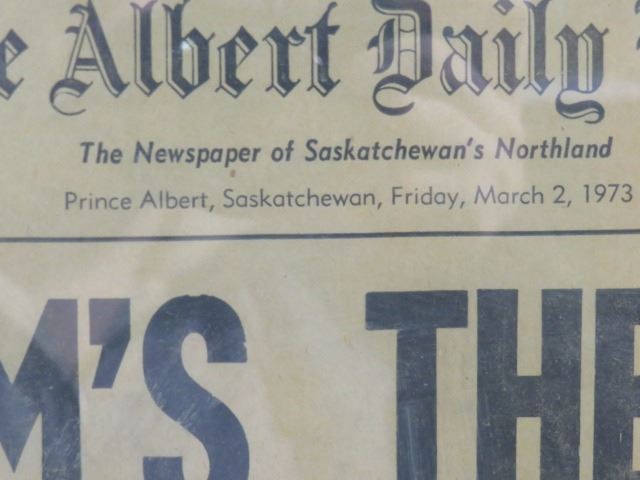 e Albert Daily
The Newspaper of Saskatchewan's Northland
Prince Albert, Saskatchewan, Friday, March 2, 1973
M'S THE